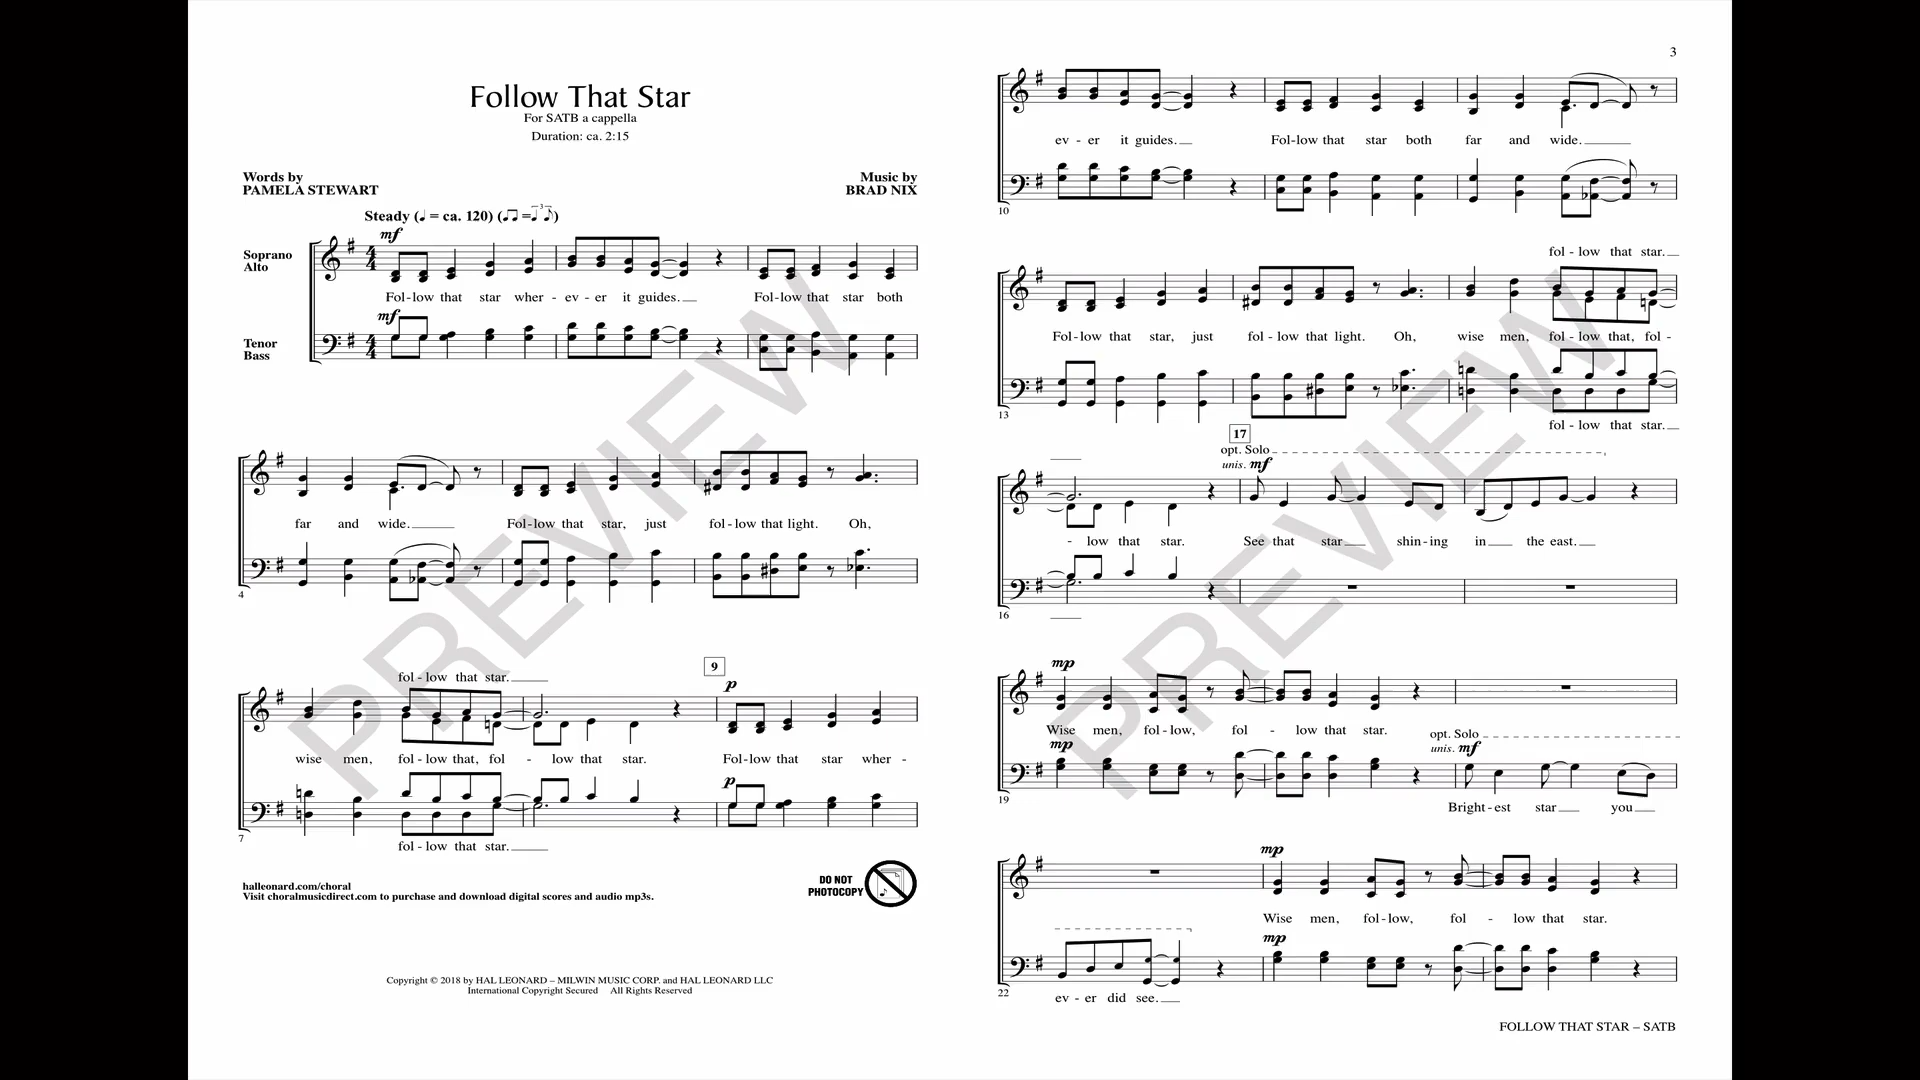 Follow That Star
For SATB a cappella
Duration: ca. 2:15
Words by
PAMELA STEWART
Music by
BRAD NIX
Steady (♩ = ca. 120) (♫ = ♩ ♪)
3
mf
Soprano
Alto
4
4
Fol - low that star wher - ev - er it guides. Fol - low that star both
mf
Tenor
Bass
4
4
far and wide. Fol - low that star, just fol - low that light. Oh,
4
9
fol - low that star.
p
wise men, fol - low that, fol - low that star. Fol - low that star wher -
p
7
fol - low that star.
halleonard.com/choral
Visit choralmusicdirect.com to purchase and download digital scores and audio mp3s.
DO NOT
PHOTOCOPY
Copyright © 2018 by HAL LEONARD – MILWIN MUSIC CORP. and HAL LEONARD LLC
International Copyright Secured All Rights Reserved
PREVIEW
3
ev - er it guides. Fol - low that star both far and wide.
10
fol - low that star.
Fol - low that star, just fol - low that light. Oh, wise men, fol - low that, fol -
13
fol - low that star.
17
opt. Solo
unis. mf
- low that star. See that star shin - ing in the east.
16
mp
Wise men, fol - low, fol - low that star.
mp
opt. Solo
unis. mf
19
Bright - est star you
mp
Wise men, fol - low, fol - low that star.
mp
22
ev - er did see.
FOLLOW THAT STAR – SATB
PREVIEW